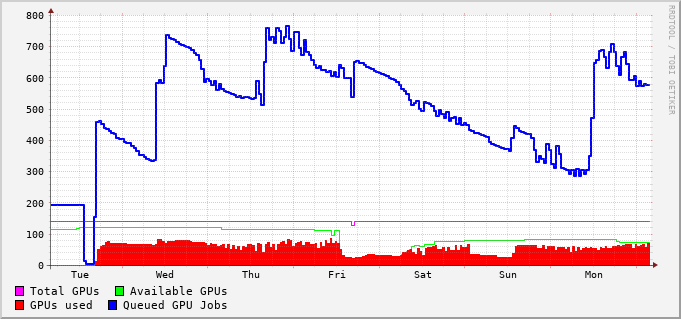 800
700
600
500
400
300
200
100
0
Tue Wed Thu Fri Sat Sun Mon
Total GPUs Available GPUs
GPUs used Queued GPU Jobs
RRDTOOL / TOBI OETIKER